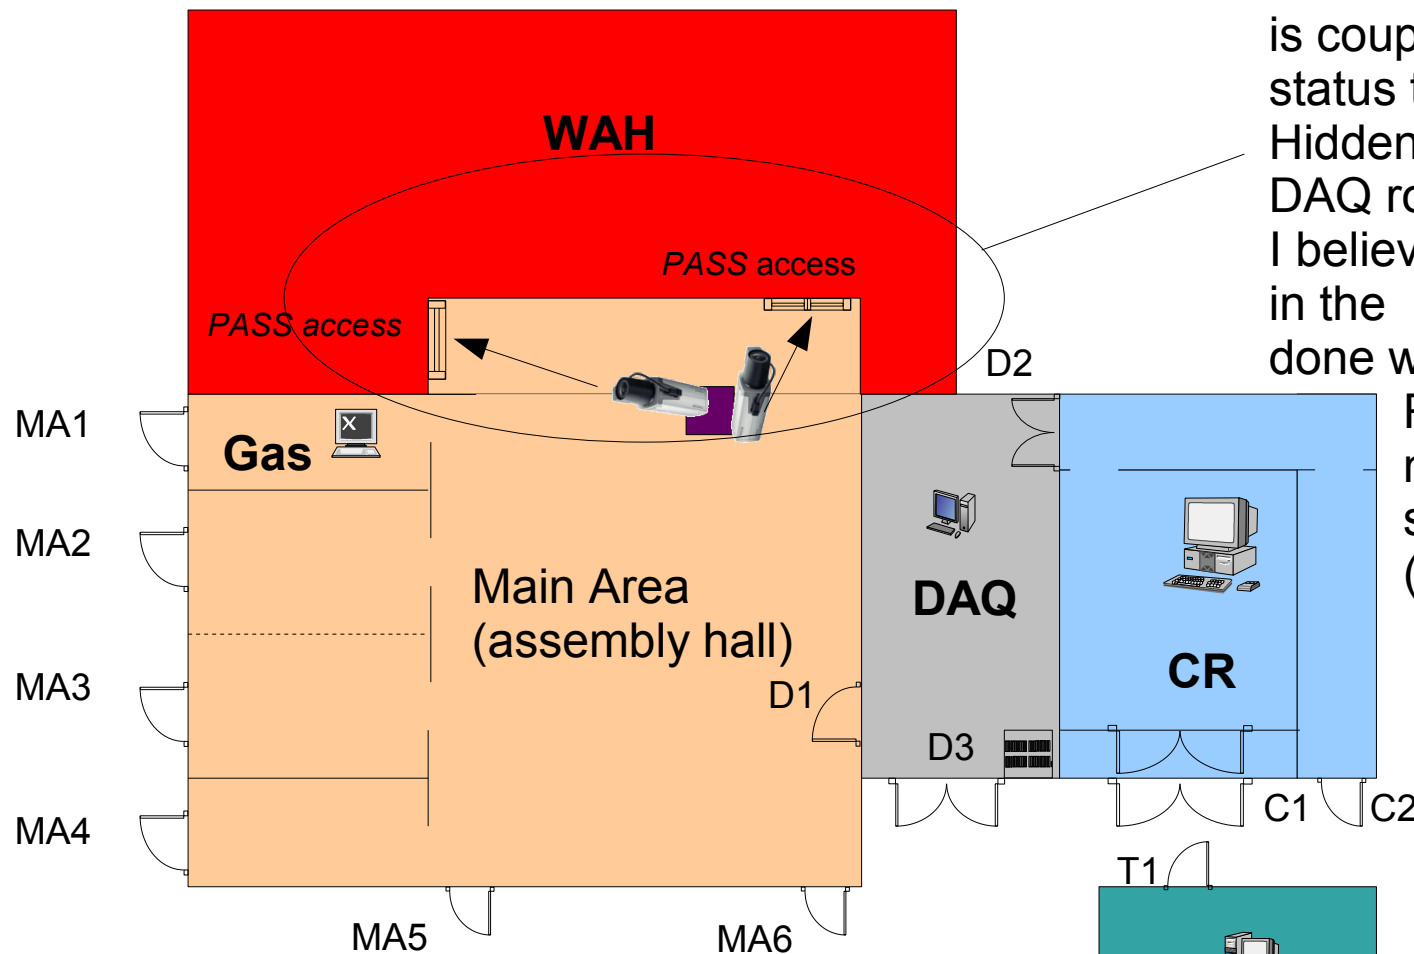 is coup
status t
Hidden
DAQ ro
I believ
in the
done w
WAH
PASS access
PASS access
D2
MA1
Gas
X
MA2
Main Area
(assembly hall)
DAQ
CR
MA3
D1
D3
MA4
C1
C2
T1
MA5
MA6
(